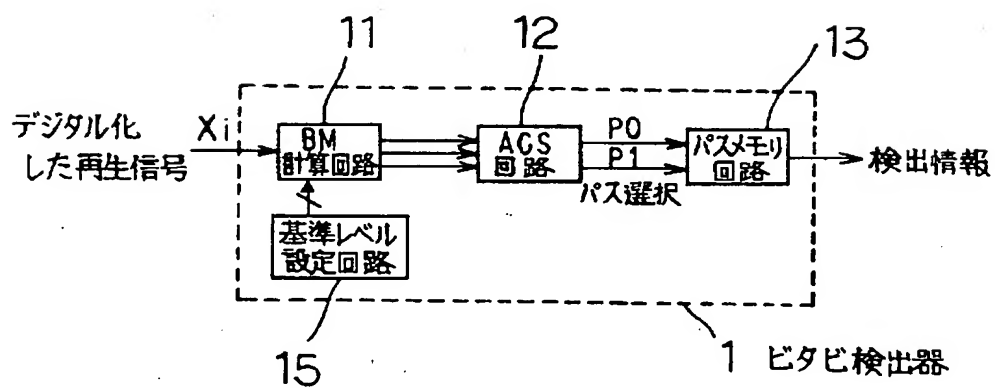 11
12
13
デジタル化
した再生信号
Xi
BM
計算回路
ACS
回路
P0
P1
パス選択
パスメモリ
回路
検出情報
基準レベル
設定回路
15
1 ビタビ検出器